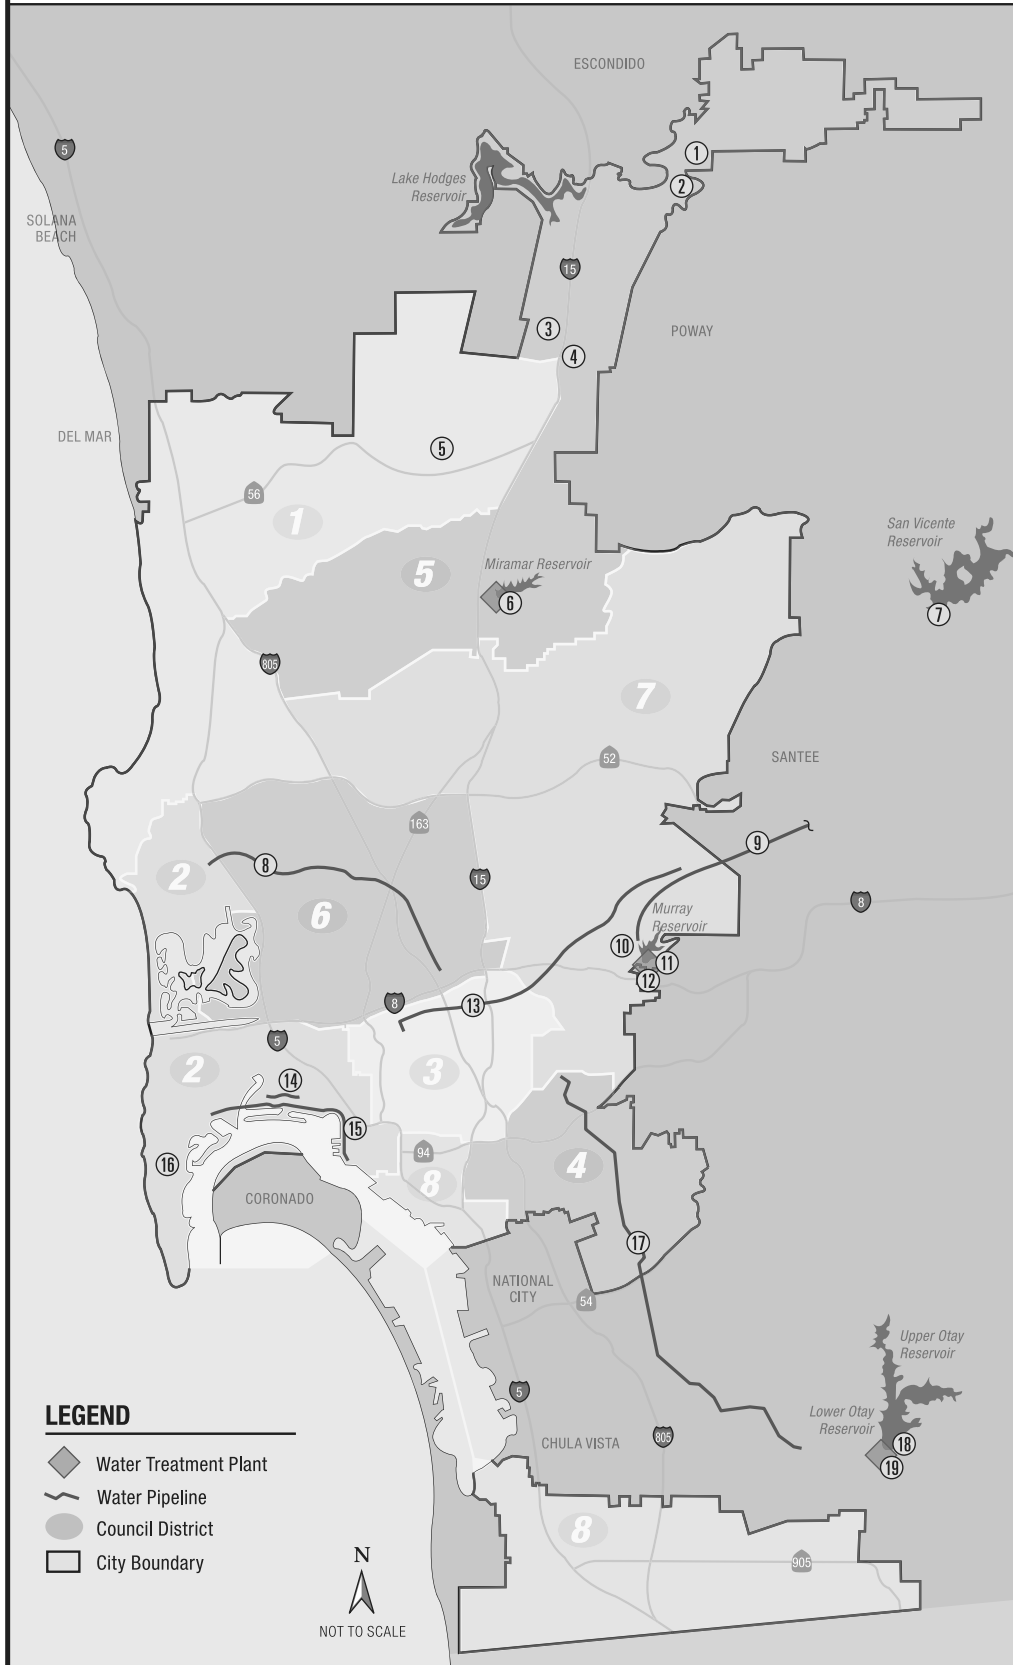 ESCONDIDO
1
2
5
Lake Hodges
Reservoir
SOLANA
BEACH
15
3
4
POWAY
DEL MAR
5
56
1
San Vicente
Reservoir
5
Miramar Reservoir
6
7
805
7
52
SANTEE
163
9
8
2
15
6
8
Murray
Reservoir
10
11
12
8
13
5
2
14
3
15
94
16
4
8
CORONADO
17
NATIONAL
CITY
54
Upper Otay
Reservoir
5
Lower Otay
Reservoir
805
CHULA VISTA
18
19
LEGEND
Water Treatment Plant
Water Pipeline
Council District
City Boundary
8
905
N
NOT TO SCALE